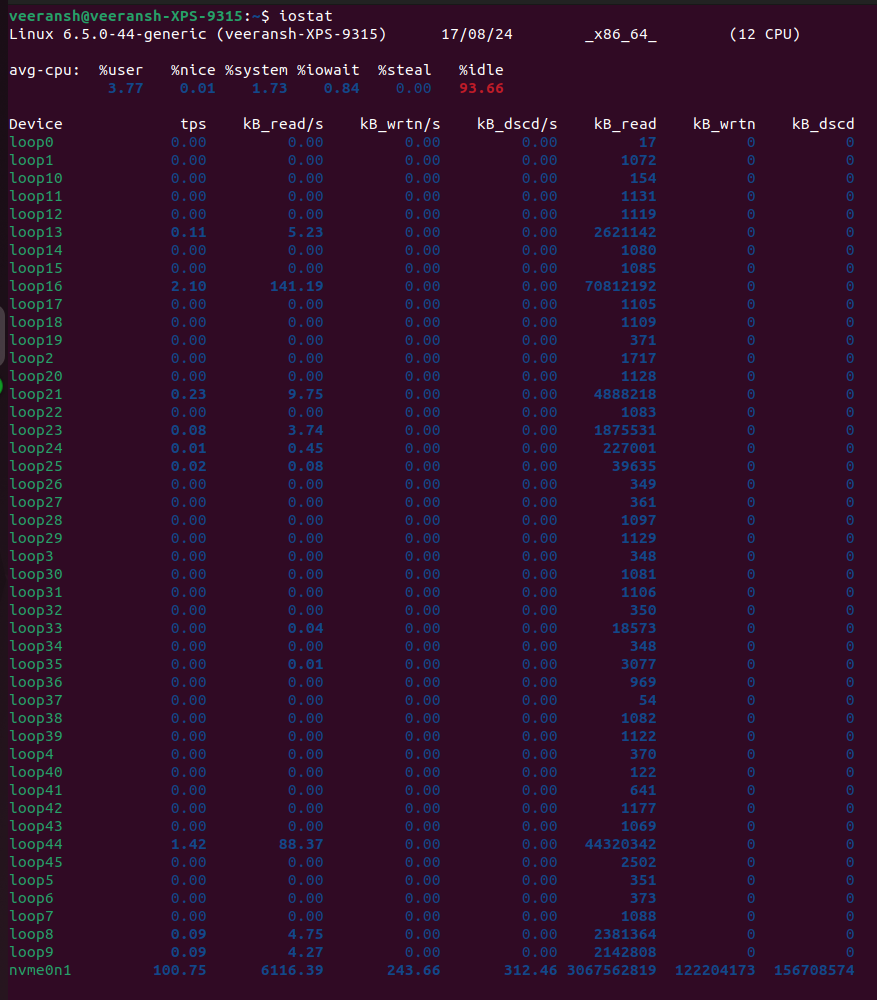 veeransh@veeransh-XPS-9315:~$ iostat
Linux 6.5.0-44-generic (veeransh-XPS-9315) 17/08/24 _x86_64_ (12 CPU)
avg-cpu: %user %nice %system %iowait %steal %idle
3.77 0.01 1.73 0.84 0.00 93.66
Device tps kB_read/s kB_wrtn/s kB_dscd/s kB_read kB_wrtn kB_dscd
loop0 0.00 0.00 0.00 0.00 17 0 0
loop1 0.00 0.00 0.00 0.00 1072 0 0
loop10 0.00 0.00 0.00 0.00 154 0 0
loop11 0.00 0.00 0.00 0.00 1131 0 0
loop12 0.00 0.00 0.00 0.00 1119 0 0
loop13 0.11 5.23 0.00 0.00 2621142 0 0
loop14 0.00 0.00 0.00 0.00 1080 0 0
loop15 0.00 0.00 0.00 0.00 1085 0 0
loop16 2.10 141.19 0.00 0.00 70812192 0 0
loop17 0.00 0.00 0.00 0.00 1105 0 0
loop18 0.00 0.00 0.00 0.00 1109 0 0
loop19 0.00 0.00 0.00 0.00 371 0 0
loop2 0.00 0.00 0.00 0.00 1717 0 0
loop20 0.00 0.00 0.00 0.00 1128 0 0
loop21 0.23 9.75 0.00 0.00 4888218 0 0
loop22 0.00 0.00 0.00 0.00 1083 0 0
loop23 0.08 3.74 0.00 0.00 1875531 0 0
loop24 0.01 0.45 0.00 0.00 227001 0 0
loop25 0.02 0.08 0.00 0.00 39635 0 0
loop26 0.00 0.00 0.00 0.00 349 0 0
loop27 0.00 0.00 0.00 0.00 361 0 0
loop28 0.00 0.00 0.00 0.00 1097 0 0
loop29 0.00 0.00 0.00 0.00 1129 0 0
loop3 0.00 0.00 0.00 0.00 348 0 0
loop30 0.00 0.00 0.00 0.00 1081 0 0
loop31 0.00 0.00 0.00 0.00 1106 0 0
loop32 0.00 0.00 0.00 0.00 350 0 0
loop33 0.00 0.04 0.00 0.00 18573 0 0
loop34 0.00 0.00 0.00 0.00 348 0 0
loop35 0.00 0.01 0.00 0.00 3077 0 0
loop36 0.00 0.00 0.00 0.00 969 0 0
loop37 0.00 0.00 0.00 0.00 54 0 0
loop38 0.00 0.00 0.00 0.00 1082 0 0
loop39 0.00 0.00 0.00 0.00 1122 0 0
loop4 0.00 0.00 0.00 0.00 370 0 0
loop40 0.00 0.00 0.00 0.00 122 0 0
loop41 0.00 0.00 0.00 0.00 641 0 0
loop42 0.00 0.00 0.00 0.00 1177 0 0
loop43 0.00 0.00 0.00 0.00 1069 0 0
loop44 1.42 88.37 0.00 0.00 44320342 0 0
loop45 0.00 0.00 0.00 0.00 2502 0 0
loop5 0.00 0.00 0.00 0.00 351 0 0
loop6 0.00 0.00 0.00 0.00 373 0 0
loop7 0.00 0.00 0.00 0.00 1088 0 0
loop8 0.09 4.75 0.00 0.00 2381364 0 0
loop9 0.09 4.27 0.00 0.00 2142808 0 0
nvme0n1 100.75 6116.39 243.66 312.46 3067562819 122204173 156708574